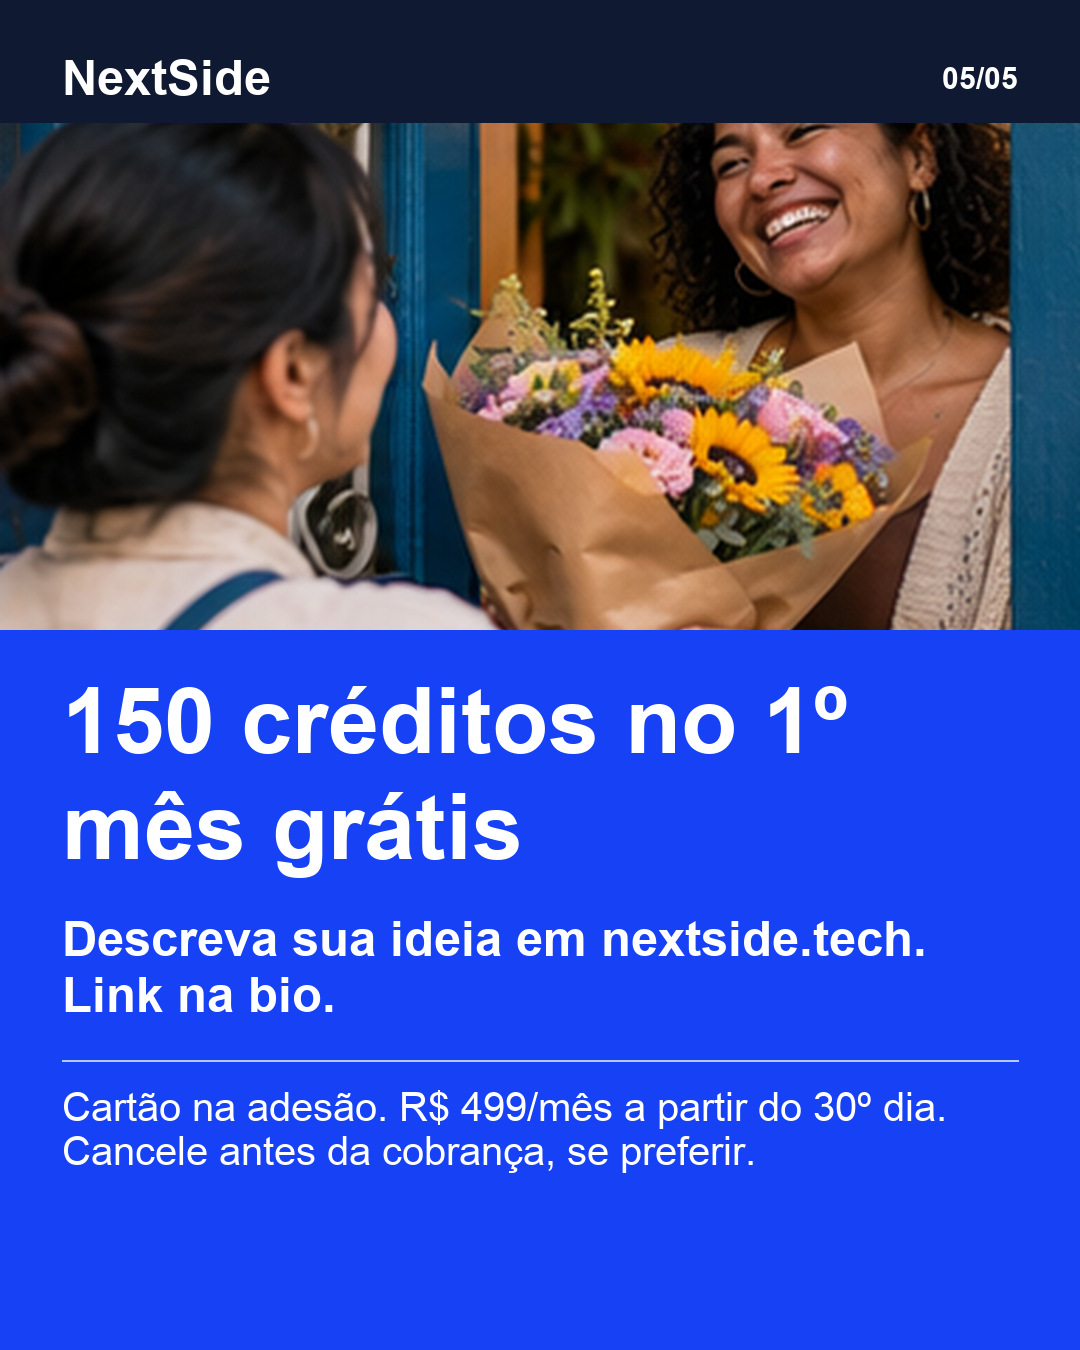 NextSide
05/05
150 créditos no 1º
mês grátis
Descreva sua ideia em nextside.tech.
Link na bio.
Cartão na adesão. R$ 499/mês a partir do 30º dia.
Cancele antes da cobrança, se preferir.